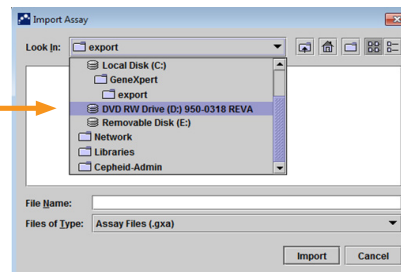 Import Assay
Look In: export
Local Disk (C:)
GeneXpert
export
DVD RW Drive (D:) 950-0318 REVA
Removable Disk (E:)
Network
Libraries
Cepheid-Admin
File Name:
Files of Type: Assay Files (.gxa)
Import Cancel